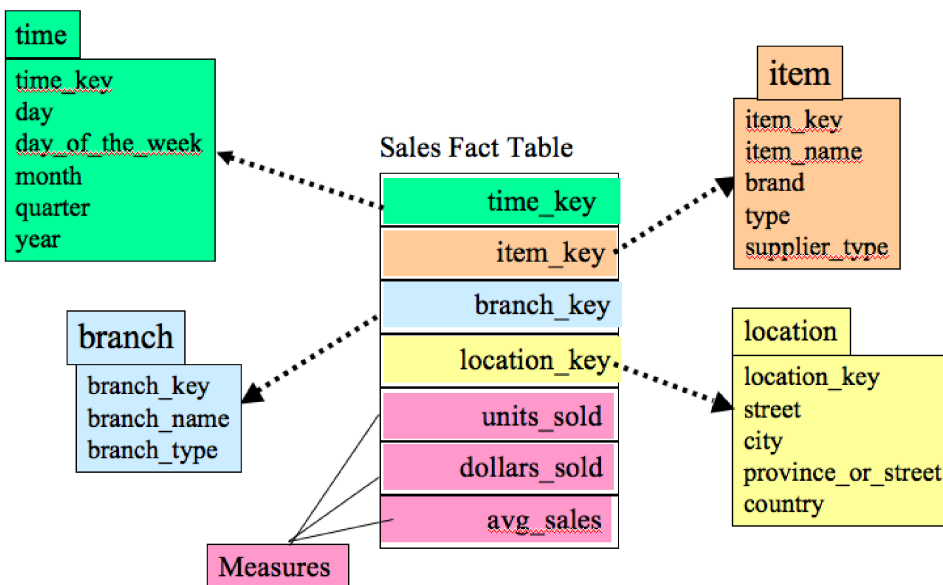 time
time_key
day
day_of_the_week
month
quarter
year
Sales Fact Table
time_key
item_key
branch_key
location_key
units_sold
dollars_sold
avg_sales
Measures
item
item_key
item_name
brand
type
supplier_type
branch
branch_key
branch_name
branch_type
location
location_key
street
city
province_or_street
country